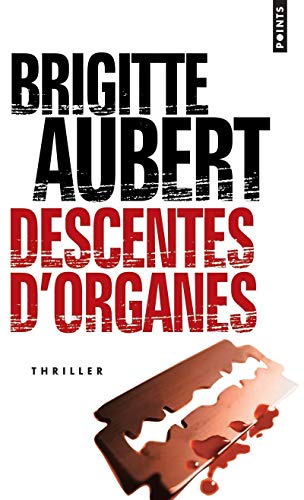 POINTS
BRIGITTE
AUBERT
DESCENTES
D'ORGANES
THRILLER